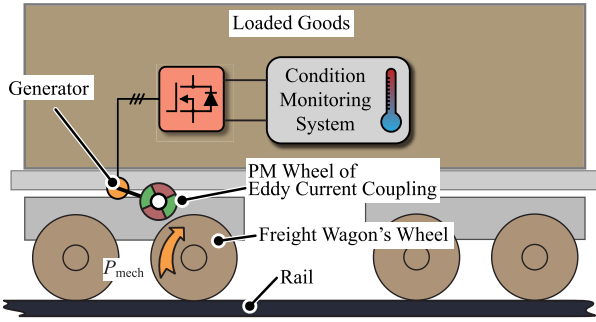 Loaded Goods
Generator
Condition
Monitoring
System
PM Wheel of
Eddy Current Coupling
Freight Wagon's Wheel
Pmech
Rail